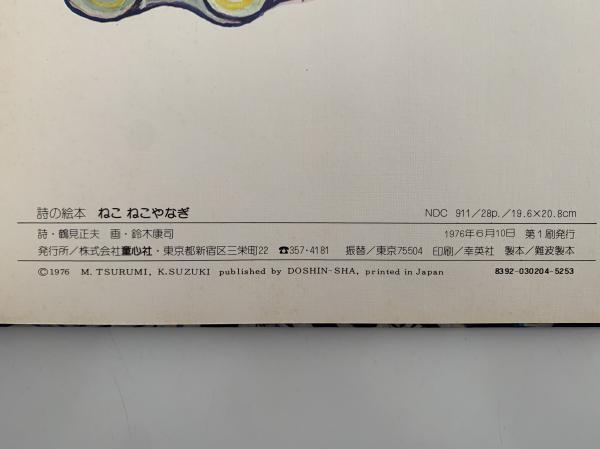 詩の絵本 ねこ ねこやなぎ NDC 911/28p./19.6×20.8cm
詩・鶴見正夫 画・鈴木康司 1976年6月10日 第1刷発行
発行所/株式会社童心社・東京都新宿区三栄町22 ☎357-4181 振替/東京75504 印刷/幸英社 製本/難波製本
©1976 M. TSURUMI, K. SUZUKI published by DOSHIN-SHA, printed in Japan 8392-030204-5253